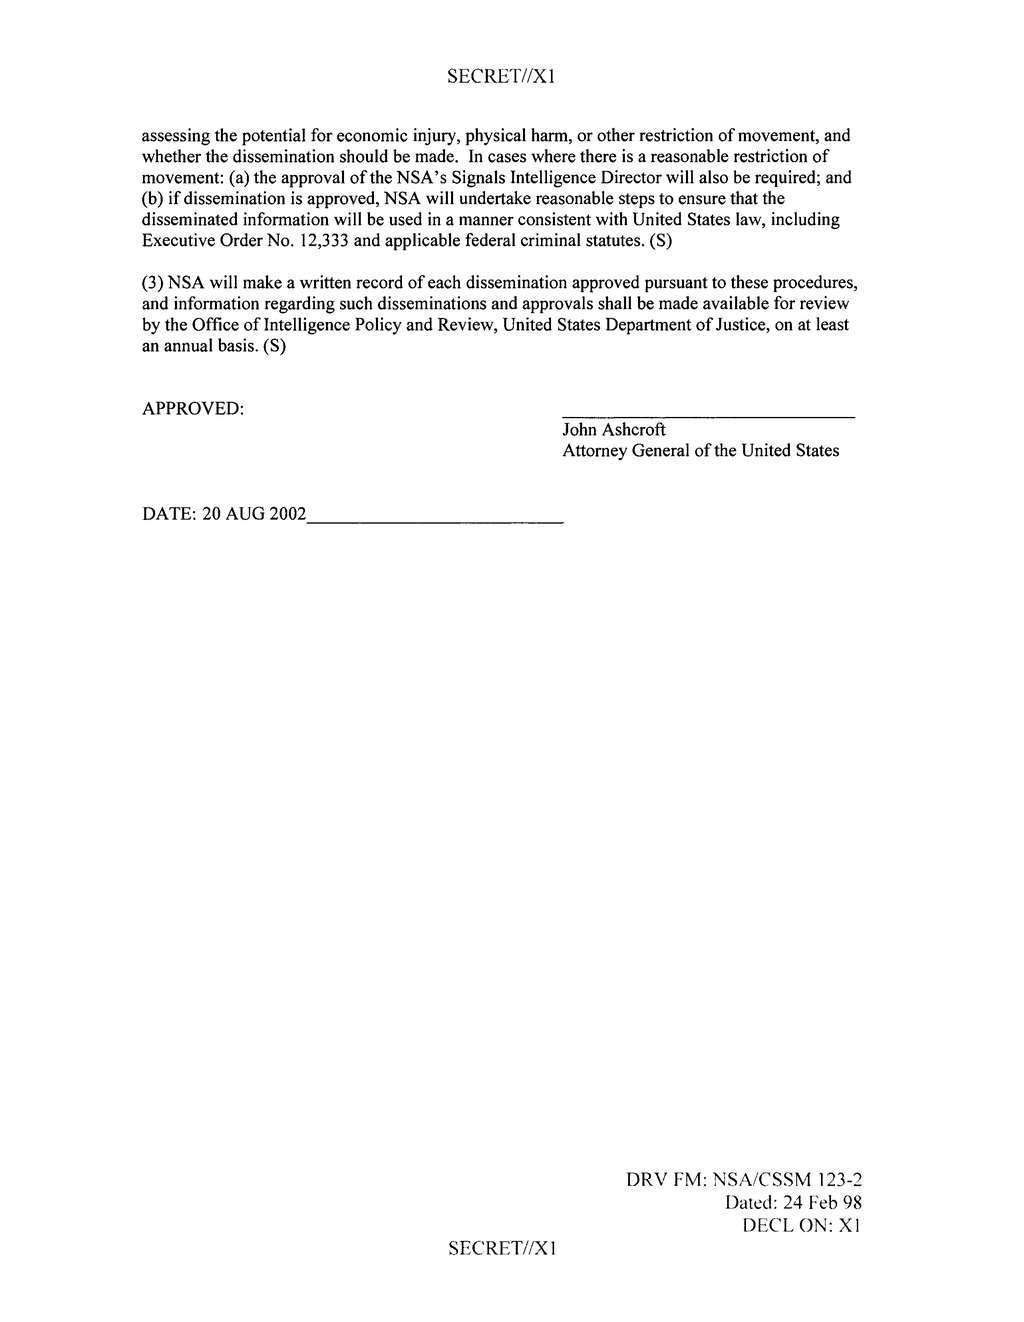 SECRET//X1
assessing the potential for economic injury, physical harm, or other restriction of movement, and
whether the dissemination should be made. In cases where there is a reasonable restriction of
movement: (a) the approval of the NSA's Signals Intelligence Director will also be required; and
(b) if dissemination is approved, NSA will undertake reasonable steps to ensure that the
disseminated information will be used in a manner consistent with United States law, including
Executive Order No. 12,333 and applicable federal criminal statutes. (S)
(3) NSA will make a written record of each dissemination approved pursuant to these procedures,
and information regarding such disseminations and approvals shall be made available for review
by the Office of Intelligence Policy and Review, United States Department of Justice, on at least
an annual basis. (S)
APPROVED:
John Ashcroft
Attorney General of the United States
DATE: 20 AUG 2002
DRV FM: NSA/CSSM 123-2
Dated: 24 Feb 98
DECL ON: X1
SECRET//X1